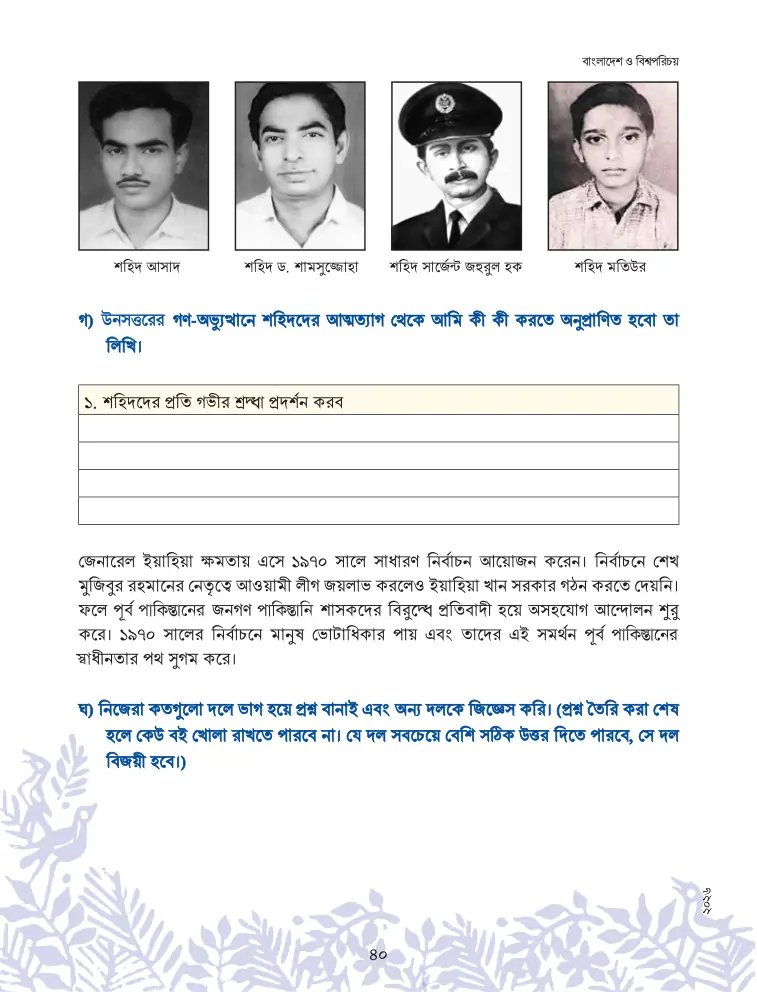 বাংলাদেশ ও বিশ্বপরিচয়
শহিদ আসাদ
শহিদ ড. শামসুজ্জোহা
শহিদ সার্জেন্ট জহুরুল হক
শহিদ মতিউর
গ) উনসত্তরের গণ-অভ্যুত্থানে শহিদদের আত্মত্যাগ থেকে আমি কী কী করতে অনুপ্রাণিত হবো তা
লিখি।
১. শহিদদের প্রতি গভীর শ্রদ্ধা প্রদর্শন করব
জেনারেল ইয়াহিয়া ক্ষমতায় এসে ১৯৭০ সালে সাধারণ নির্বাচন আয়োজন করেন। নির্বাচনে শেখ
মুজিবুর রহমানের নেতৃত্বে আওয়ামী লীগ জয়লাভ করলেও ইয়াহিয়া খান সরকার গঠন করতে দেয়নি।
ফলে পূর্ব পাকিস্তানের জনগণ পাকিস্তানি শাসকদের বিরুদ্ধে প্রতিবাদী হয়ে অসহযোগ আন্দোলন শুরু
করে। ১৯৭০ সালের নির্বাচনে মানুষ ভোটাধিকার পায় এবং তাদের এই সমর্থন পূর্ব পাকিস্তানের
স্বাধীনতার পথ সুগম করে।
ঘ) নিজেরা কতগুলো দলে ভাগ হয়ে প্রশ্ন বানাই এবং অন্য দলকে জিজ্ঞেস করি। (প্রশ্ন তৈরি করা শেষ
হলে কেউ বই খোলা রাখতে পারবে না। যে দল সবচেয়ে বেশি সঠিক উত্তর দিতে পারবে, সে দল
বিজয়ী হবে।)
২০২৬
৪০